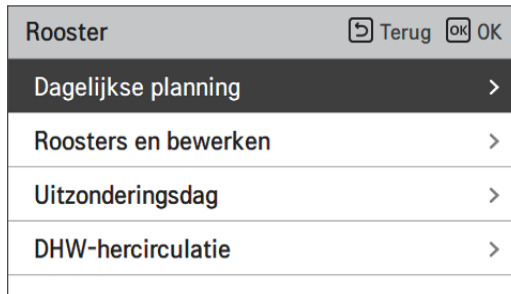 Rooster Terug OK OK
Dagelijkse planning >
Roosters en bewerken >
Uitzonderingsdag >
DHW-hercirculatie >